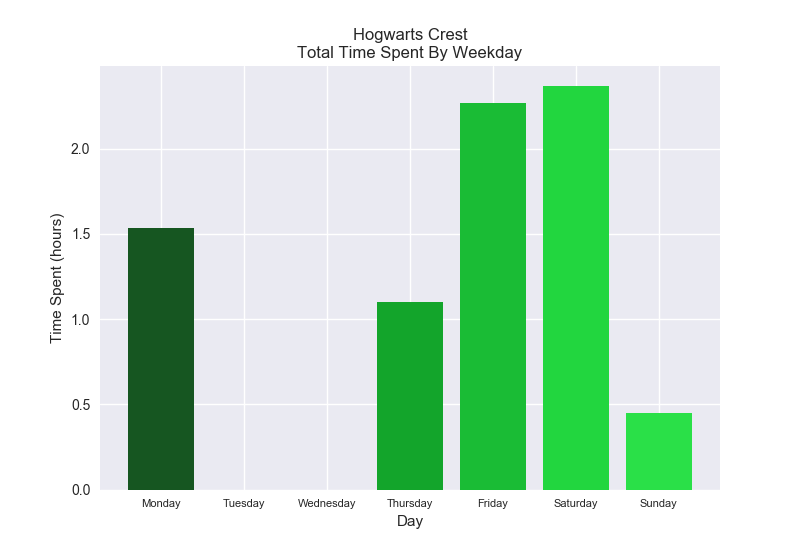 Hogwarts Crest
Total Time Spent By Weekday
Time Spent (hours)
2.0
1.5
1.0
0.5
0.0
Monday Tuesday Wednesday Thursday Friday Saturday Sunday
Day